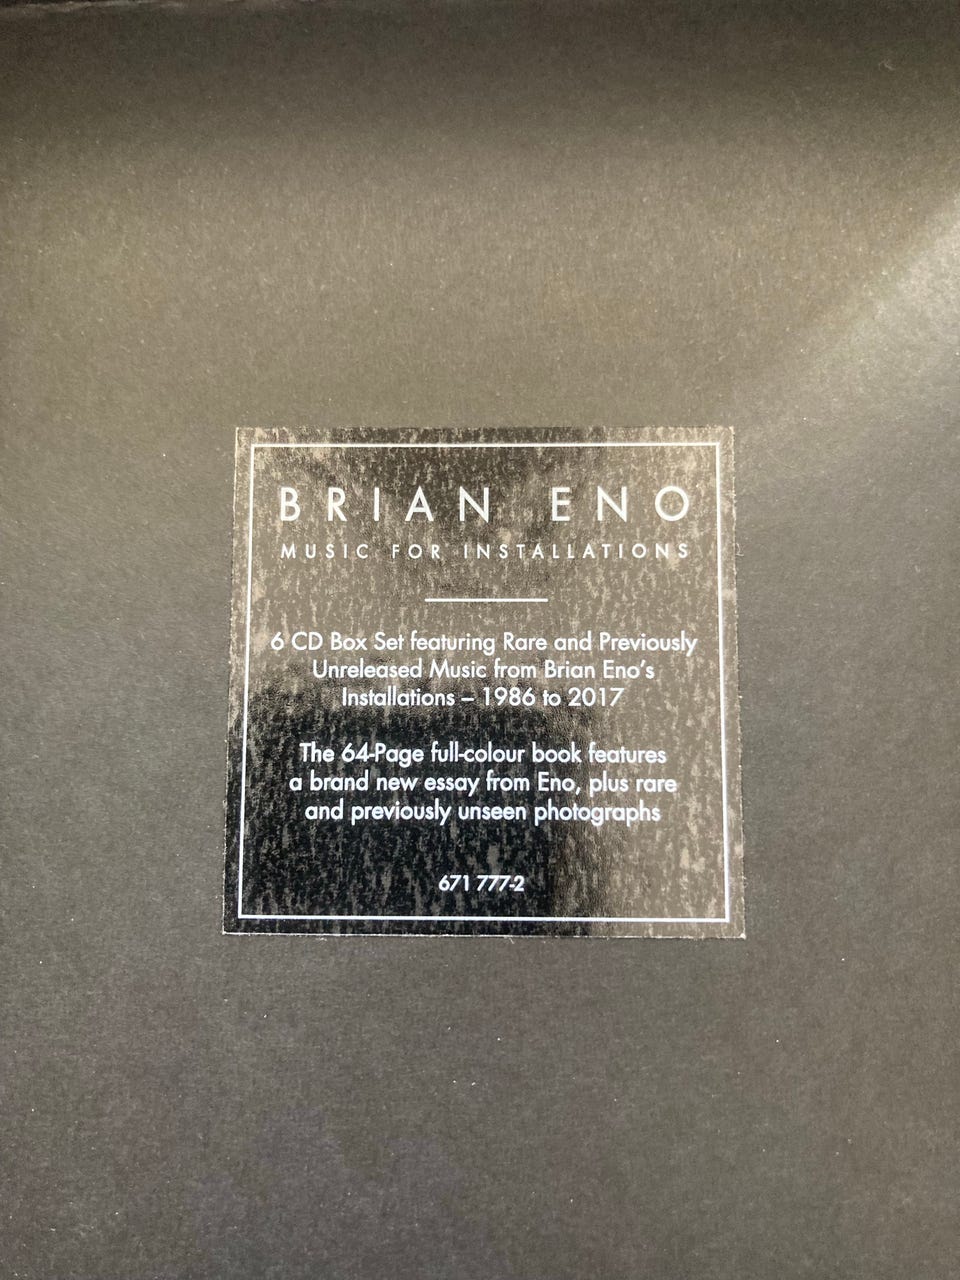 BRIAN ENO
MUSIC FOR INSTALLATIONS
6 CD Box Set featuring Rare and Previously
Unreleased Music from Brian Eno's
Installations – 1986 to 2017
The 64-Page full-colour book features
a brand new essay from Eno, plus rare
and previously unseen photographs
671 777-2